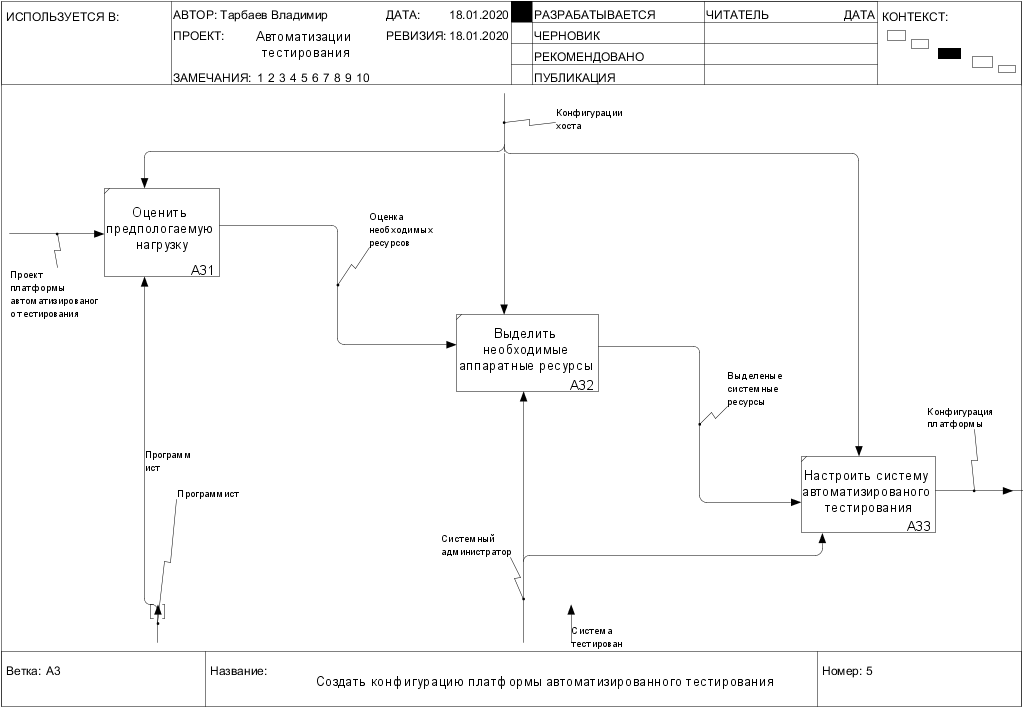 ИСПОЛЬЗУЕТСЯ В:
АВТОР: Тарбаев Владимир
ДАТА: 18.01.2020
ПРОЕКТ: Автоматизации
тестирования
РЕВИЗИЯ: 18.01.2020
ЗАМЕЧАНИЯ: 1 2 3 4 5 6 7 8 9 10
РАЗРАБАТЫВАЕТСЯ
ЧЕРНОВИК
РЕКОМЕНДОВАНО
ПУБЛИКАЦИЯ
ЧИТАТЕЛЬ
ДАТА
КОНТЕКСТ:
Конфигурации
хоста
Оценить
предпологаемую
нагрузку
A31
Оценка
необходимых
ресурсов
Проект
платформы
автоматизированог
о тестирования
Выделить
необходимые
аппаратные ресурсы
A32
Выделеные
системные
ресурсы
Конфигурация
платформы
Настроить систему
автоматизированого
тестирования
A33
Программ
ист
Программист
Системный
администратор
Система
тестирован
Ветка: A3
Название:
Создать конфигурацию платформы автоматизированного тестирования
Номер: 5